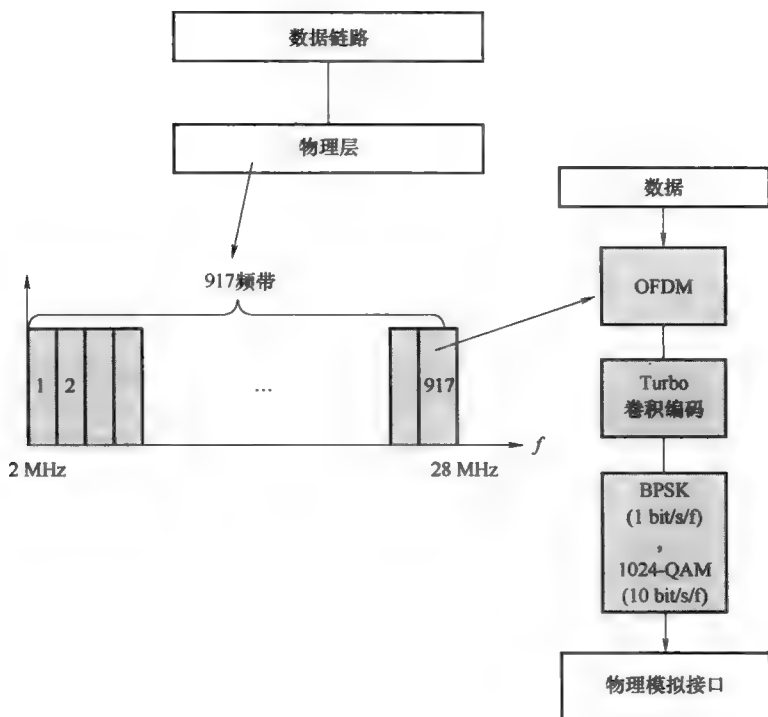 数据链路
物理层
917频带
1
2
...
917
f
2 MHz
28 MHz
数据
OFDM
Turbo
卷积编码
BPSK
(1 bit/s/f)
,
1024-QAM
(10 bit/s/f)
物理模拟接口